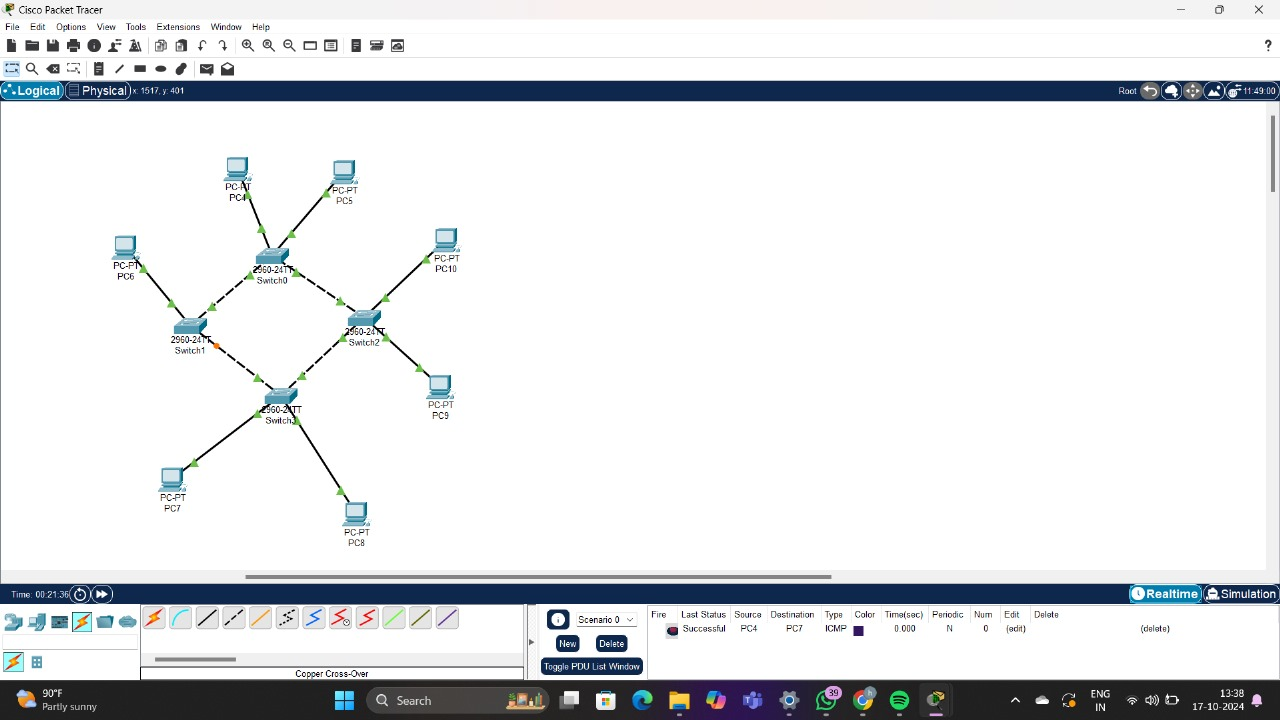 Cisco Packet Tracer
File Edit Options View Tools Extensions Window Help
?
Logical Physical x: 1517, y: 401 Root 11:49:00
PC-PT
PC4
PC-PT
PC5
PC-PT
PC6
2960-24TT
Switch0
PC-PT
PC10
2960-24TT
Switch1
2960-24TT
Switch2
2960-24TT
PC-PT
PC9
PC-PT
PC7
PC-PT
PC8
Time: 00:21:36 Realtime Simulation
Scenario 0
New Delete
Toggle PDU List Window
Fire Last Status Source Destination Type Color Time(sec) Periodic Num Edit Delete
Successful PC4 PC7 ICMP 0.000 N 0 (edit) (delete)
Copper Cross-Over
90°F
Partly sunny
Search
39
h
ENG
IN
13:38
17-10-2024